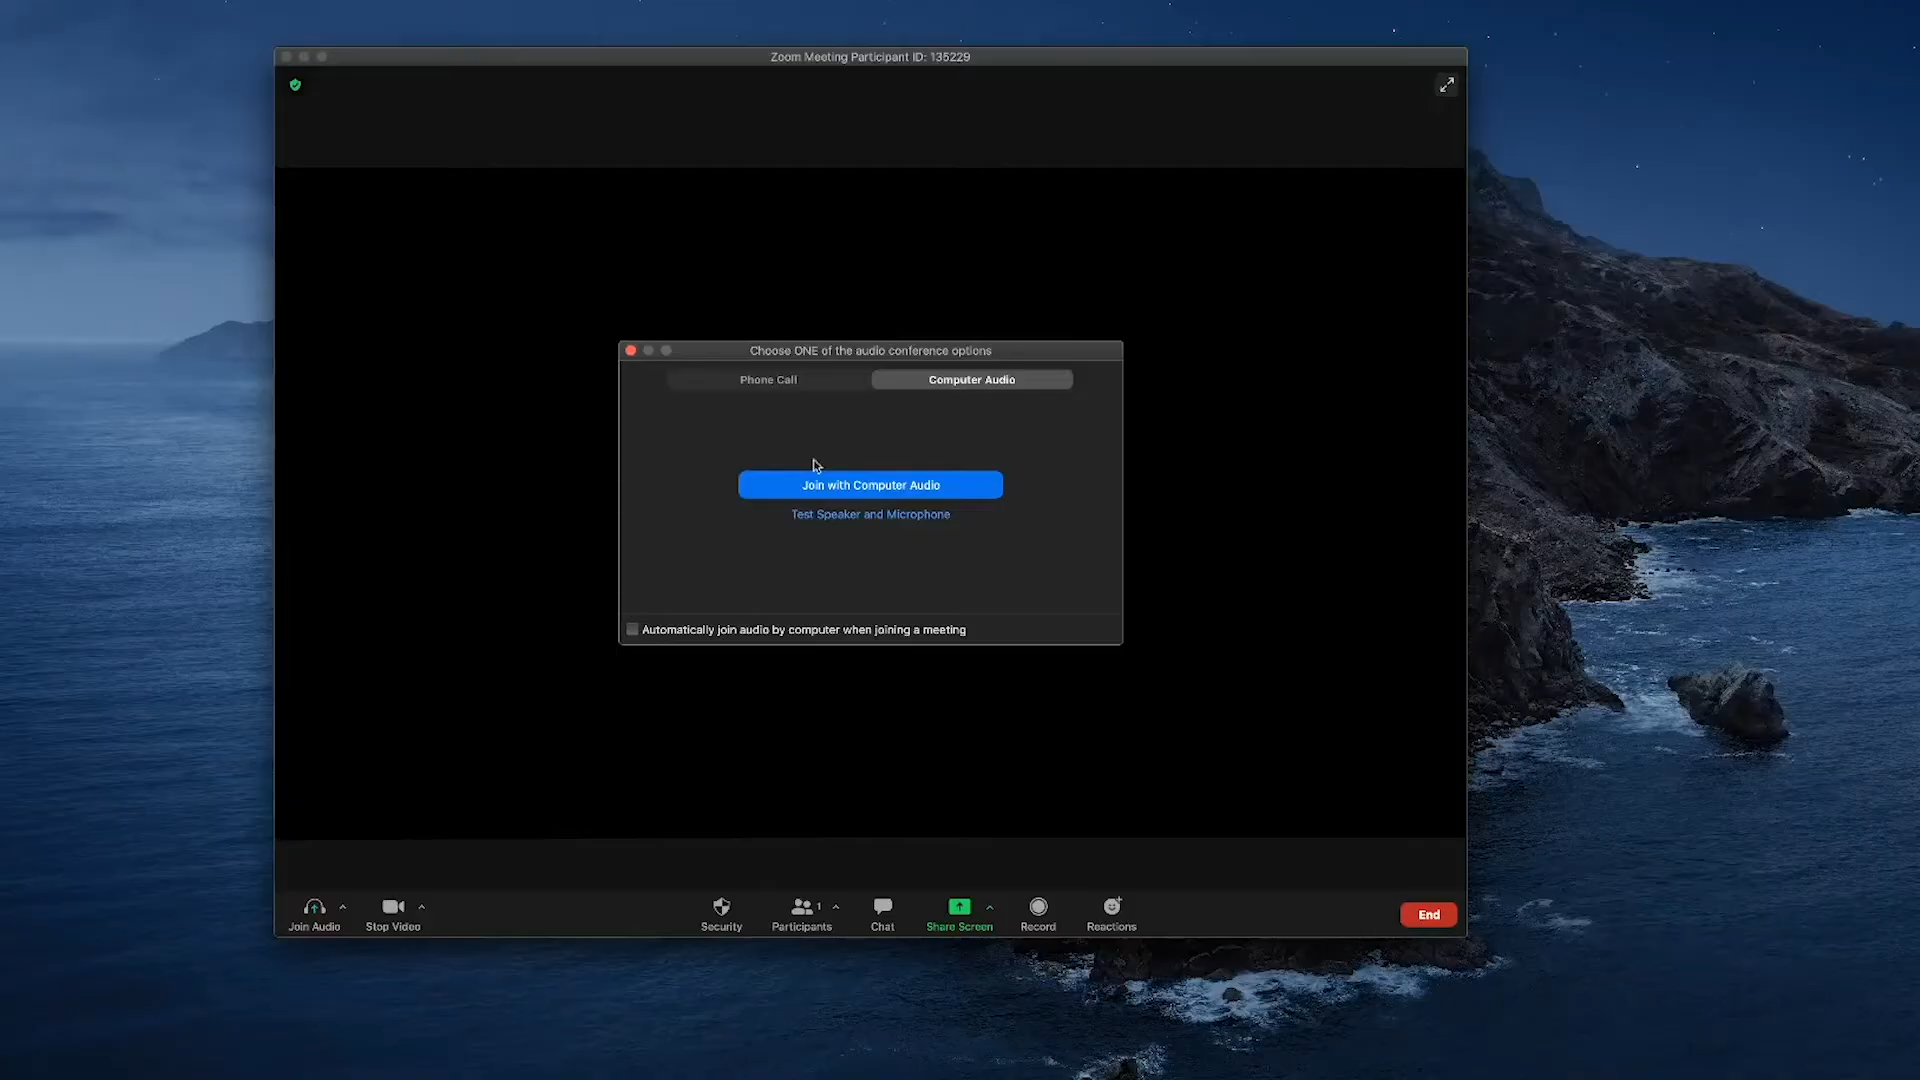 Zoom Meeting Participant ID: 135229
Choose ONE of the audio conference options
Phone Call
Computer Audio
Join with Computer Audio
Test Speaker and Microphone
Automatically join audio by computer when joining a meeting
1
Join Audio
Stop Video
Security
Participants
Chat
Share Screen
Record
Reactions
End